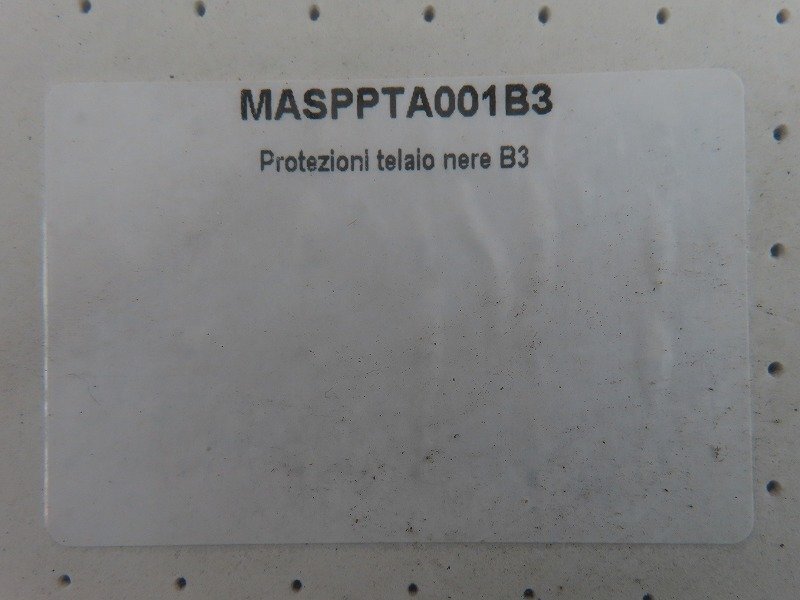 MASPPTA001B3
Protezioni telaio nere B3